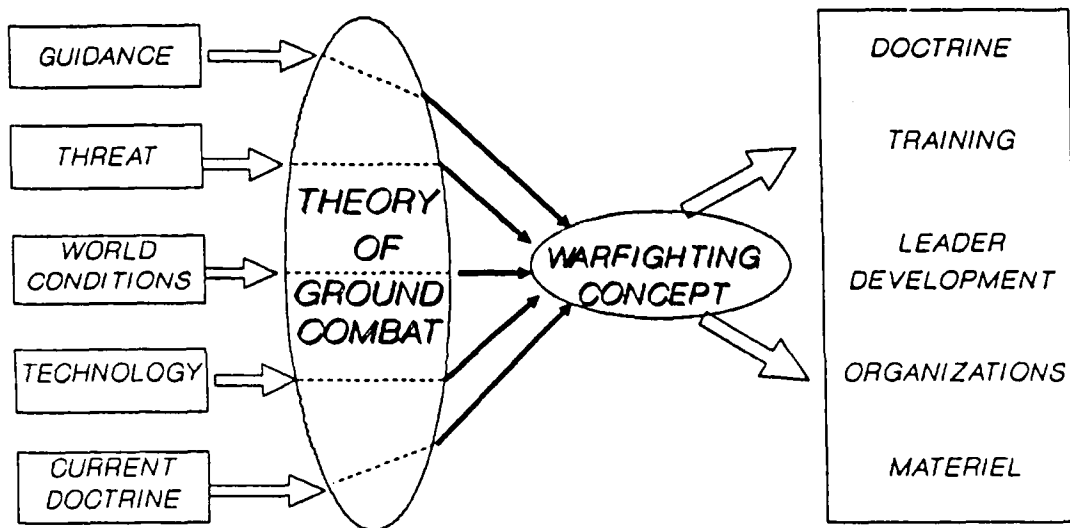 GUIDANCE
THREAT
WORLD
CONDITIONS
TECHNOLOGY
CURRENT
DOCTRINE
THEORY
OF
GROUND
COMBAT
WARFIGHTING
CONCEPT
DOCTRINE
TRAINING
LEADER
DEVELOPMENT
ORGANIZATIONS
MATERIEL